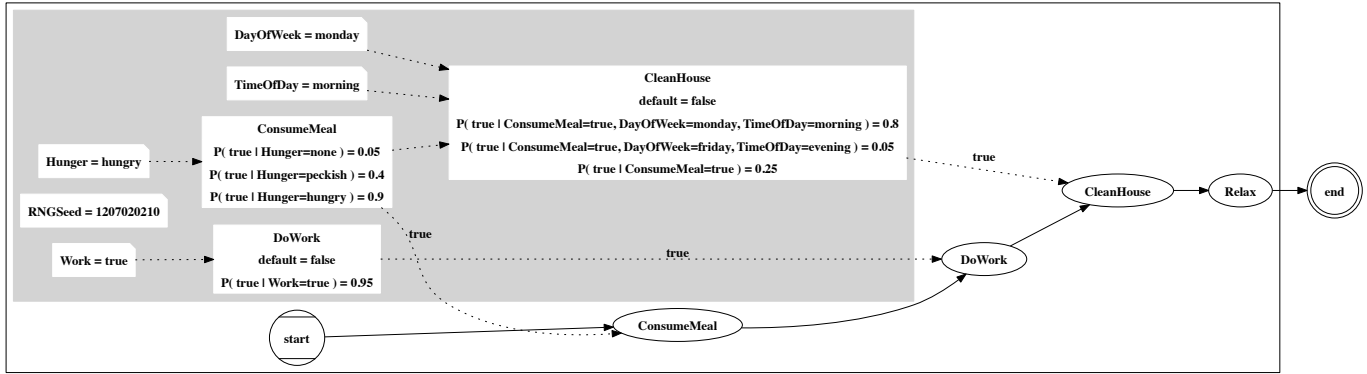 DayOfWeek = monday
TimeOfDay = morning
CleanHouse
default = false
P( true | ConsumeMeal=true, DayOfWeek=monday, TimeOfDay=morning ) = 0.8
P( true | ConsumeMeal=true, DayOfWeek=friday, TimeOfDay=evening ) = 0.05
P( true | ConsumeMeal=true ) = 0.25
ConsumeMeal
P( true | Hunger=none ) = 0.05
P( true | Hunger=peckish ) = 0.4
P( true | Hunger=hungry ) = 0.9
Hunger = hungry
RNGSeed = 1207020210
Work = true
DoWork
default = false
P( true | Work=true ) = 0.95
true
true
true
CleanHouse
Relax
end
DoWork
ConsumeMeal
start